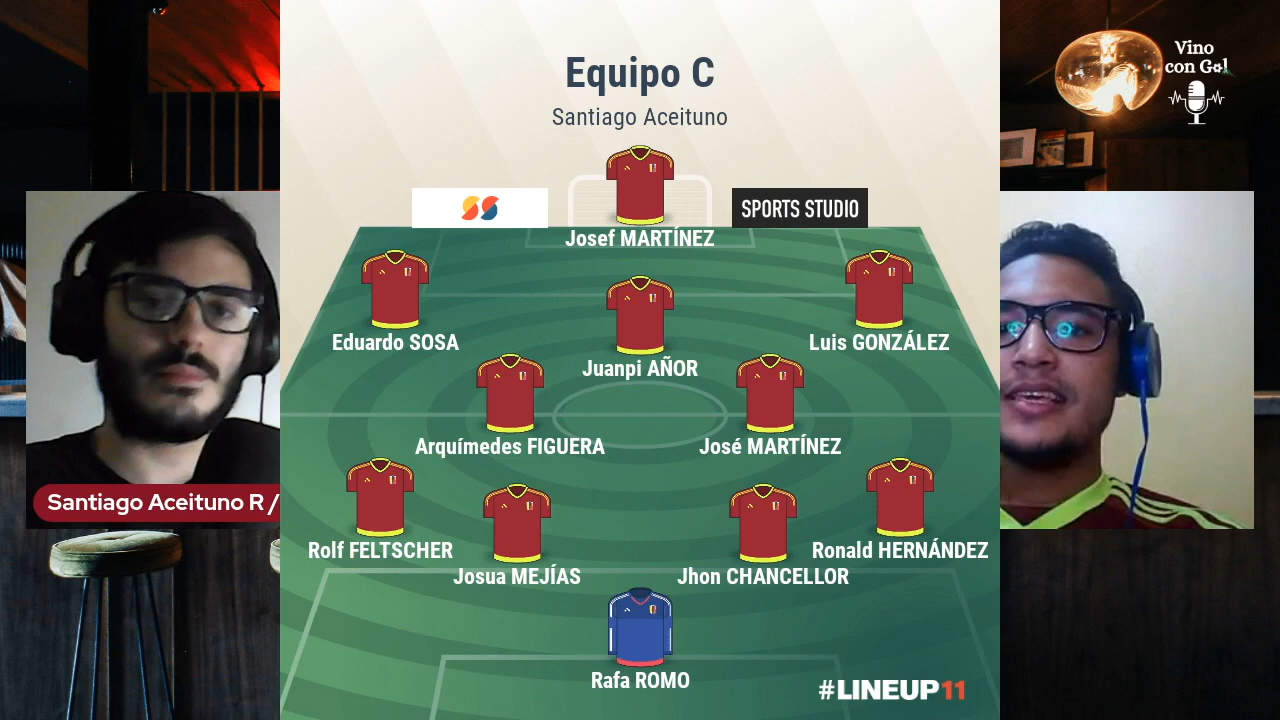 Equipo C
Santiago Aceituno
Vino
con Gol
SPORTS STUDIO
Josef MARTÍNEZ
Eduardo SOSA
Luis GONZÁLEZ
Juanpi AÑOR
Arquímedes FIGUERA
José MARTÍNEZ
Santiago Aceituno R /
Rolf FELTSCHER
Ronald HERNÁNDEZ
Josua MEJÍAS
Jhon CHANCELLOR
Rafa ROMO
#LINEUP11